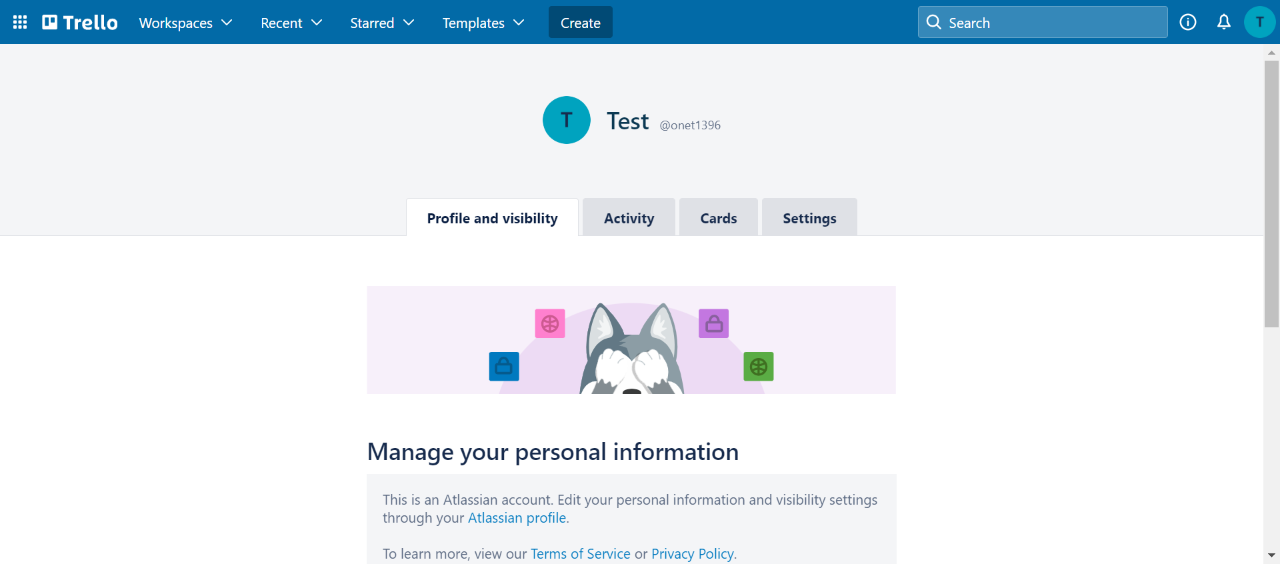 Trello Workspaces Recent Starred Templates Create Search T
T Test @onet1396
Profile and visibility Activity Cards Settings
Manage your personal information
This is an Atlassian account. Edit your personal information and visibility settings
through your Atlassian profile.
To learn more, view our Terms of Service or Privacy Policy.